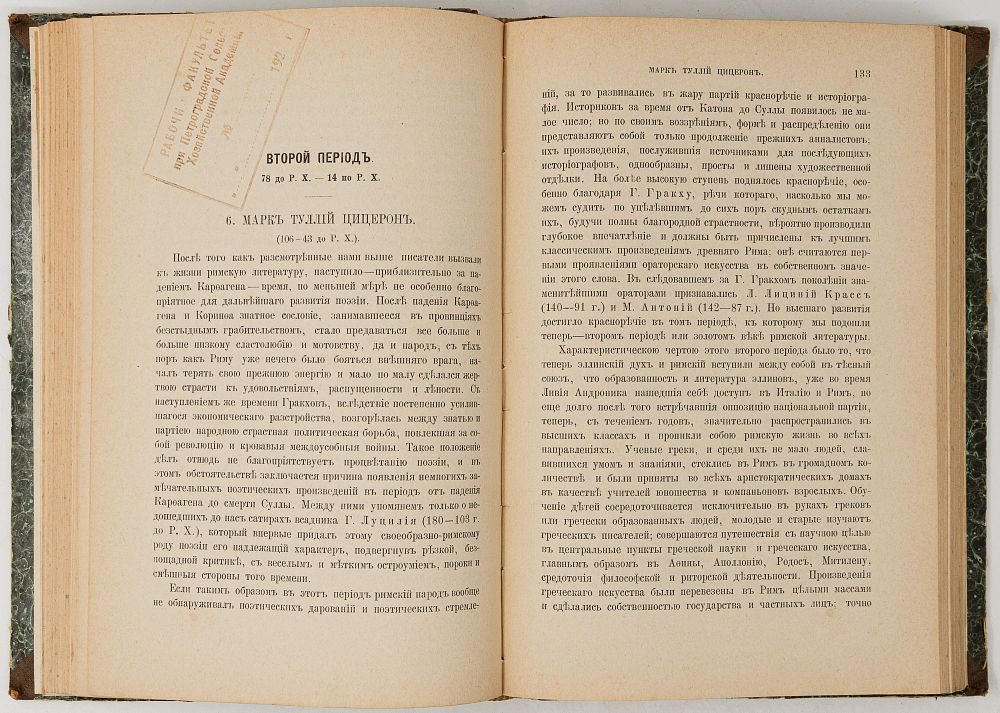 РАБОЧИЙ ФАКУЛЬТЕТ
при Петроградской Сельско-
Хозяйственной Академии
№
192 г.
ВТОРОЙ ПЕРІОДЪ.
78 до Р. Х. — 14 по Р. Х.
6. МАРКЪ ТУЛЛІЙ ЦИЦЕРОНЪ.
(106–43 до Р. Х.).
Послѣ того какъ разсмотрѣнные нами выше писатели вызвали
къ жизни римскую литературу, наступило—приблизительно за па-
деніемъ Карѳагена—время, по меньшей мѣрѣ не особенно благо-
пріятное для дальнѣйшаго развитія поэзіи. Послѣ паденія Карѳа-
гена и Кориноа знатное сословіе, занимавшееся въ провинціяхъ
безстыднымъ грабительствомъ, стало предаваться все больше и
больше низкому сластолюбію и мотовству, да и народъ, съ тѣхъ
поръ какъ Риму уже нечего было бояться внѣшняго врага, на-
чалъ терять свою прежнюю энергію и мало по малу сдѣлался жер-
твою страсти къ удовольствіямъ, распущенности и лѣности. Съ
наступленіемъ же времени Гракховъ, вслѣдствіе постепенно усилив-
шагося экономическаго разстройства, возгорѣлась между знатью и
партіею народною страстная политическая борьба, повлекшая за со-
бой революцію и кровавыя междоусобныя войны. Такое положеніе
дѣлъ отнюдь не благопріятствуетъ процвѣтанію поэзіи, и въ
этомъ обстоятельствѣ заключается причина появленія немногихъ за-
мѣчательныхъ поэтическихъ произведеній въ періодъ отъ паденія
Карѳагена до смерти Суллы. Между ними упомянемъ только о не-
дошедшихъ до насъ сатирахъ всадника Г. Луцилія (180—103 г.
до Р. Х.), который впервые придалъ этому своеобразно-римскому
роду поэзіи его надлежащій характеръ, подвергнувъ рѣзкой, без-
пощадной критикѣ, съ веселымъ и мѣткимъ остроуміемъ, пороки и
смѣшныя стороны того времени.
Если такимъ образомъ въ этотъ періодъ римскій народъ вообще
не обнаруживалъ поэтическихъ дарованій и поэтическихъ стремле-
МАРКЪ ТУЛЛІЙ ЦИЦЕРОНЪ. 133
ній, за то развивались въ жару партій краснорѣчіе и исторіогра-
фія. Историковъ за время отъ Катона до Суллы появилось не ма-
лое число; но по своимъ воззрѣніямъ, формѣ и распредѣленію они
представляютъ собой только продолженіе прежнихъ анналистовъ;
ихъ произведенія, послужившія источниками для послѣдующихъ
исторіографовъ, однообразны, просты и лишены художественной
отдѣлки. На болѣе высокую ступень поднялось краснорѣчіе, осо-
бенно благодаря Г. Гракху, рѣчи котораго, насколько мы мо-
жемъ судить по уцѣлѣвшимъ до сихъ поръ скуднымъ остаткамъ
ихъ, будучи полны благородной страстности, вѣроятно производили
глубокое впечатлѣніе и должны быть причислены къ лучшимъ
классическимъ произведеніямъ древняго Рима; онѣ считаются пер-
выми проявленіями ораторскаго искусства въ собственномъ значе-
ніи этого слова. Въ слѣдовавшемъ за Г. Гракхомъ поколѣніи зна-
менитѣйшими ораторами признавались Л. Лициній Крассъ
(140—91 г.) и М. Антоній (142—87 г.). Но высшаго развитія
достигло краснорѣчіе въ томъ періодѣ, къ которому мы подошли
теперь—второмъ періодѣ или золотомъ вѣкѣ римской литературы.
Характеристическою чертою этого второго періода было то, что
теперь эллинскій духъ и римскій вступили между собой въ тѣсный
союзъ, что образованность и литература эллиновъ, уже во время
Ливія Андроника нашедшія себѣ доступъ въ Италію и Римъ, но
еще долго послѣ того встрѣчавшія оппозицію національной партіи,
теперь, съ теченіемъ годовъ, значительно распространились въ
высшихъ классахъ и проникли собою римскую жизнь во всѣхъ
направленіяхъ. Ученые греки, и среди ихъ не мало людей, сла-
вившихся умомъ и знаніями, стеклись въ Римъ въ громадномъ ко-
личествѣ и были приняты во всѣхъ аристократическихъ домахъ
въ качествѣ учителей юношества и компаньоновъ взрослыхъ. Обу-
ченіе дѣтей сосредоточивается исключительно въ рукахъ грековъ
или гречески образованныхъ людей, молодые и старые изучаютъ
греческихъ писателей; совершаются путешествія съ научною цѣлью
въ центральные пункты греческой науки и греческаго искусства,
главнымъ образомъ въ Аѳины, Аполлонію, Родосъ, Митилену,
средоточія философской и риторской дѣятельности. Произведенія
греческаго искусства были перевезены въ Римъ цѣлыми массами
и сдѣлались собственностью государства и частныхъ лицъ; точно